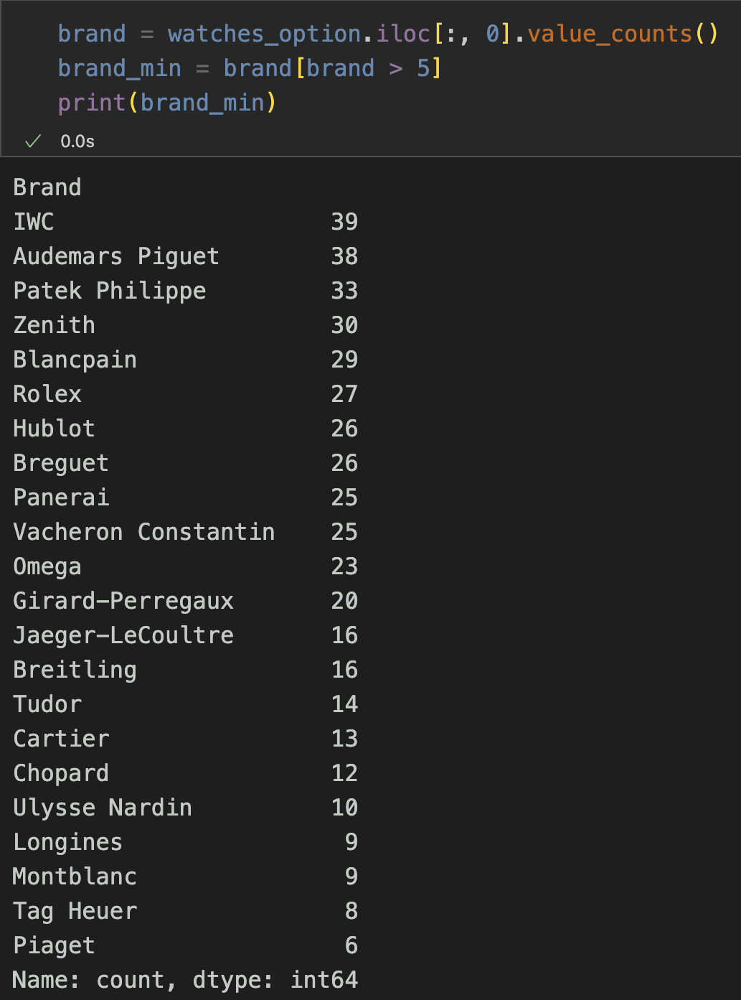 brand = watches_option.iloc[:, 0].value_counts()
brand_min = brand[brand > 5]
print(brand_min)
0.0s
Brand
IWC 39
Audemars Piguet 38
Patek Philippe 33
Zenith 30
Blancpain 29
Rolex 27
Hublot 26
Breguet 26
Panerai 25
Vacheron Constantin 25
Omega 23
Girard-Perregaux 20
Jaeger-LeCoultre 16
Breitling 16
Tudor 14
Cartier 13
Chopard 12
Ulysse Nardin 10
Longines 9
Montblanc 9
Tag Heuer 8
Piaget 6
Name: count, dtype: int64